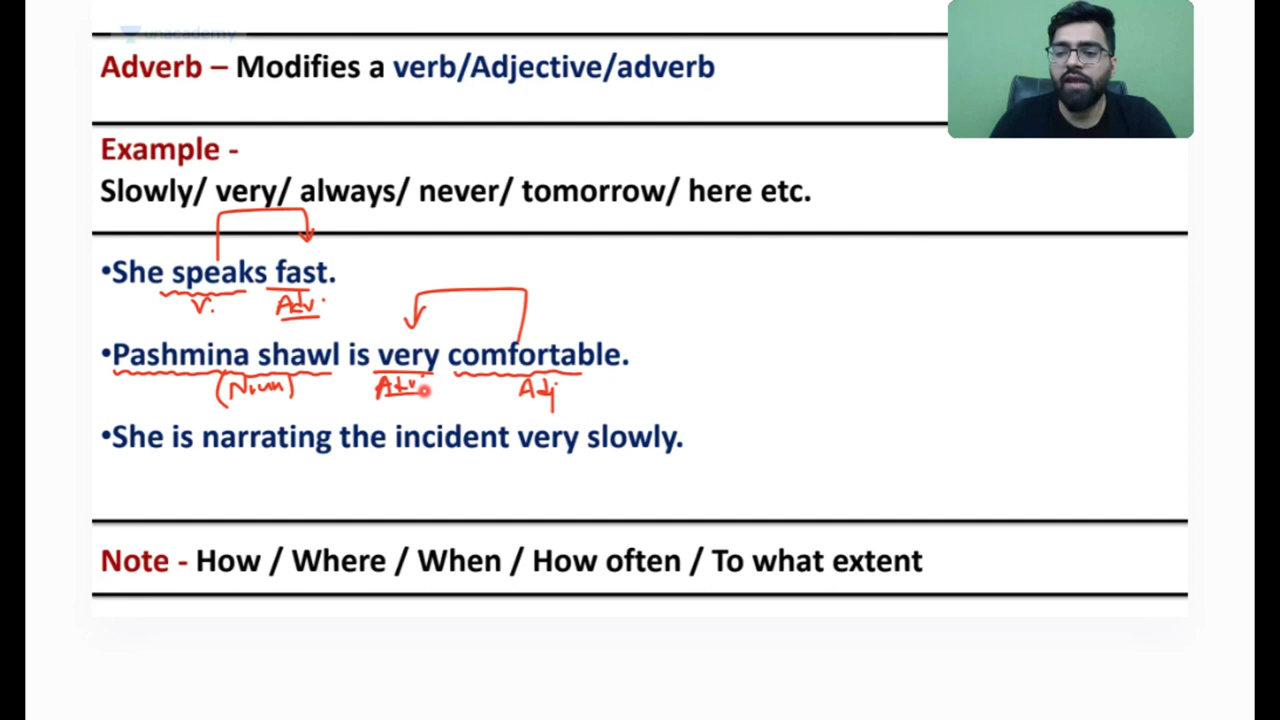 unacademy
Adverb – Modifies a verb/Adjective/adverb
Example -
Slowly/ very/ always/ never/ tomorrow/ here etc.
•She speaks fast.
V. Adv.
•Pashmina shawl is very comfortable.
(Noun) Adv. Adj
•She is narrating the incident very slowly.
Note - How / Where / When / How often / To what extent